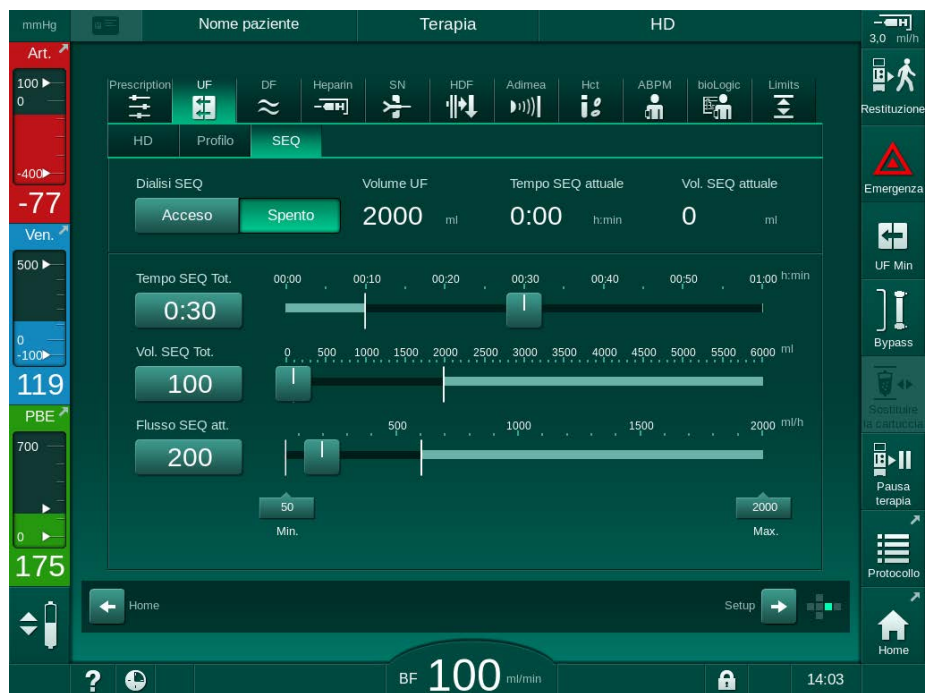 mmHg
Nome paziente
Terapia
HD
3,0 ml/h
Art.
100
0
-400
-77
Ven.
500
0
-100
119
PBE
700
0
175
Prescription
UF
DF
Heparin
SN
HDF
Adimea
Hct
ABPM
bioLogic
Limits
HD
Profilo
SEQ
Dialisi SEQ
Volume UF
Tempo SEQ attuale
Vol. SEQ attuale
Acceso
Spento
2000 ml
0:00 h:min
0 ml
Tempo SEQ Tot.
00:00 00:10 00:20 00:30 00:40 00:50 01:00 h:min
0:30
Vol. SEQ Tot.
0 500 1000 1500 2000 2500 3000 3500 4000 4500 5000 5500 6000 ml
100
Flusso SEQ att.
500 1000 1500 2000 ml/h
200
50
2000
Min.
Max.
Home
Setup
Restituzione
Emergenza
UF Min
Bypass
Sostituire
la cartuccia
Pausa
terapia
Protocollo
Home
?
BF 100 ml/min
14:03